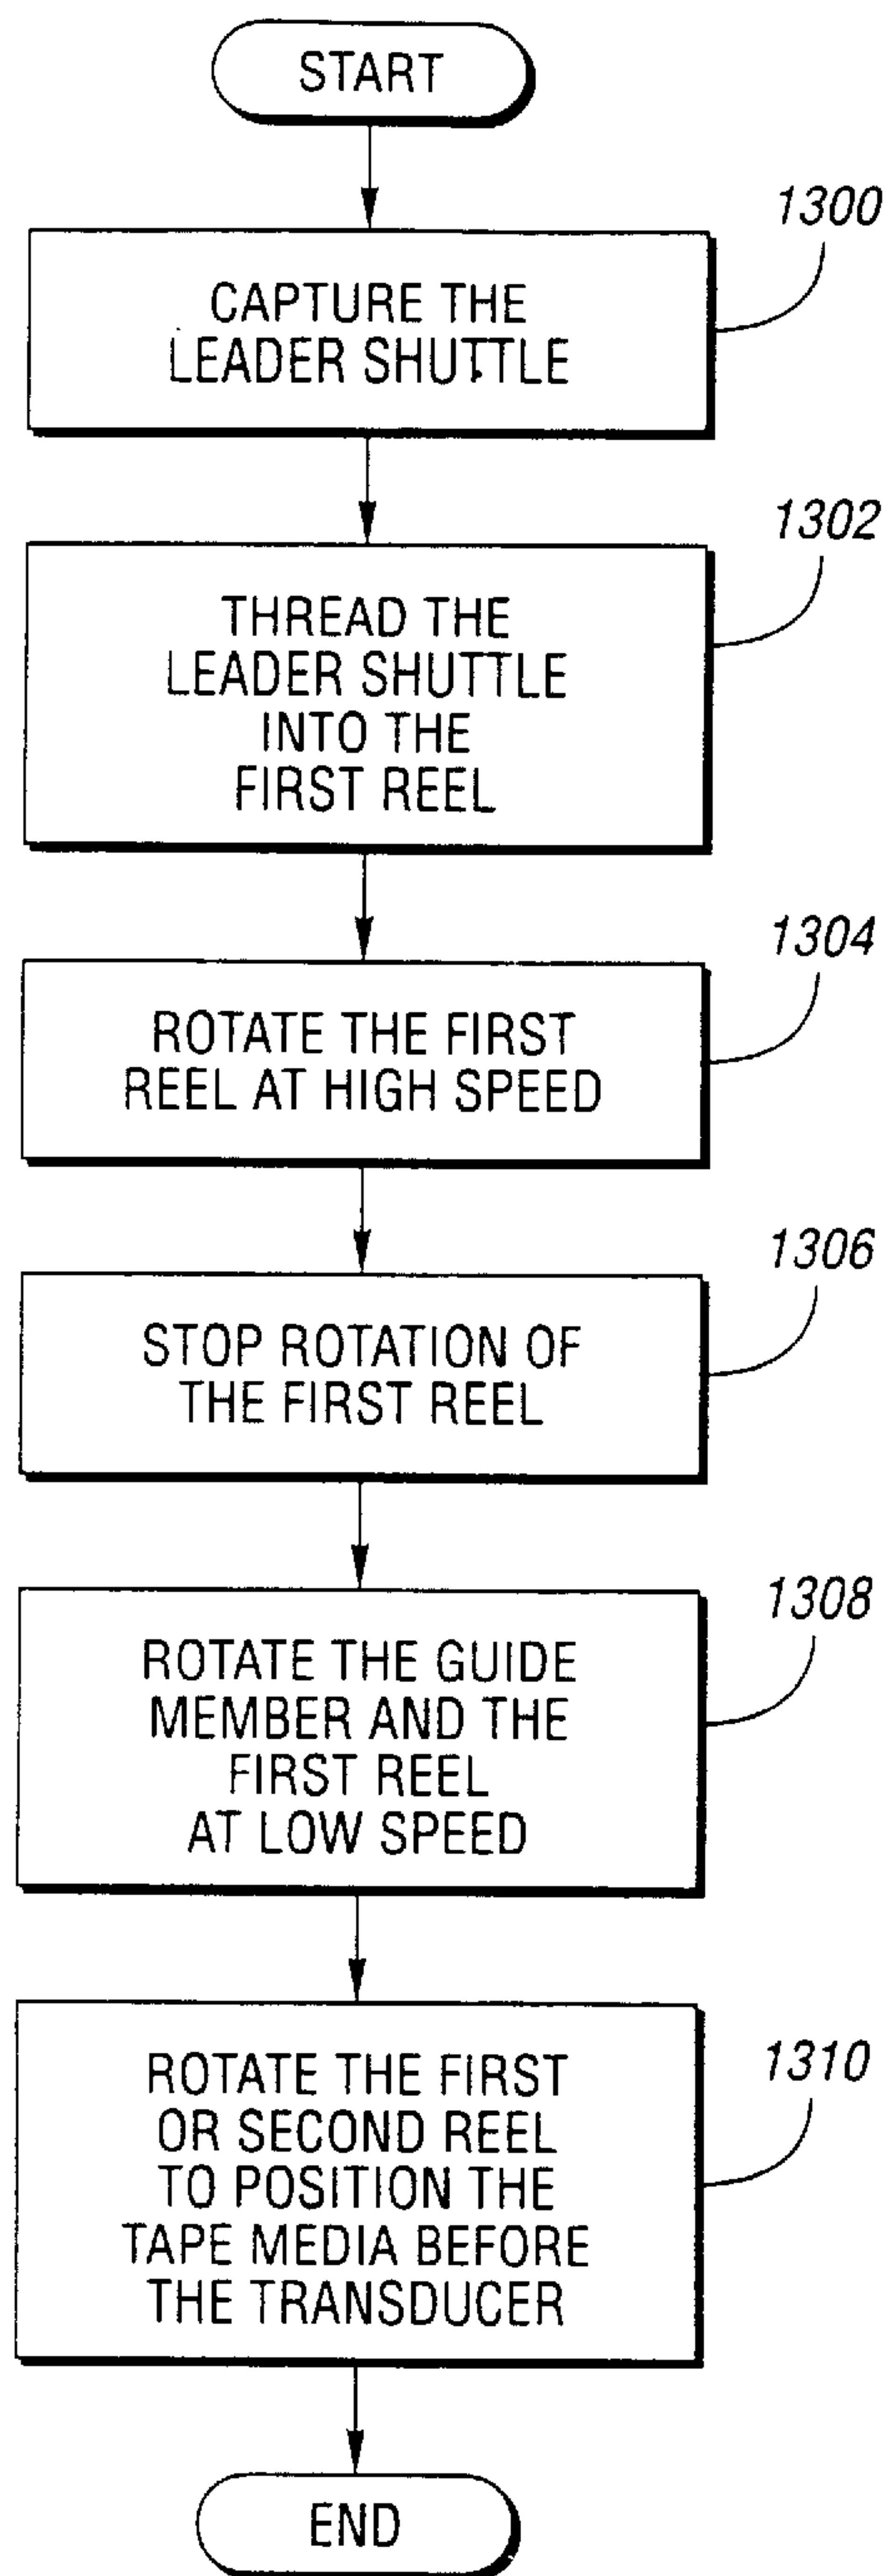 START
1300
CAPTURE THE
LEADER SHUTTLE
1302
THREAD THE
LEADER SHUTTLE
INTO THE
FIRST REEL
1304
ROTATE THE FIRST
REEL AT HIGH SPEED
1306
STOP ROTATION OF
THE FIRST REEL
1308
ROTATE THE GUIDE
MEMBER AND THE
FIRST REEL
AT LOW SPEED
1310
ROTATE THE FIRST
OR SECOND REEL
TO POSITION THE
TAPE MEDIA BEFORE
THE TRANSDUCER
END